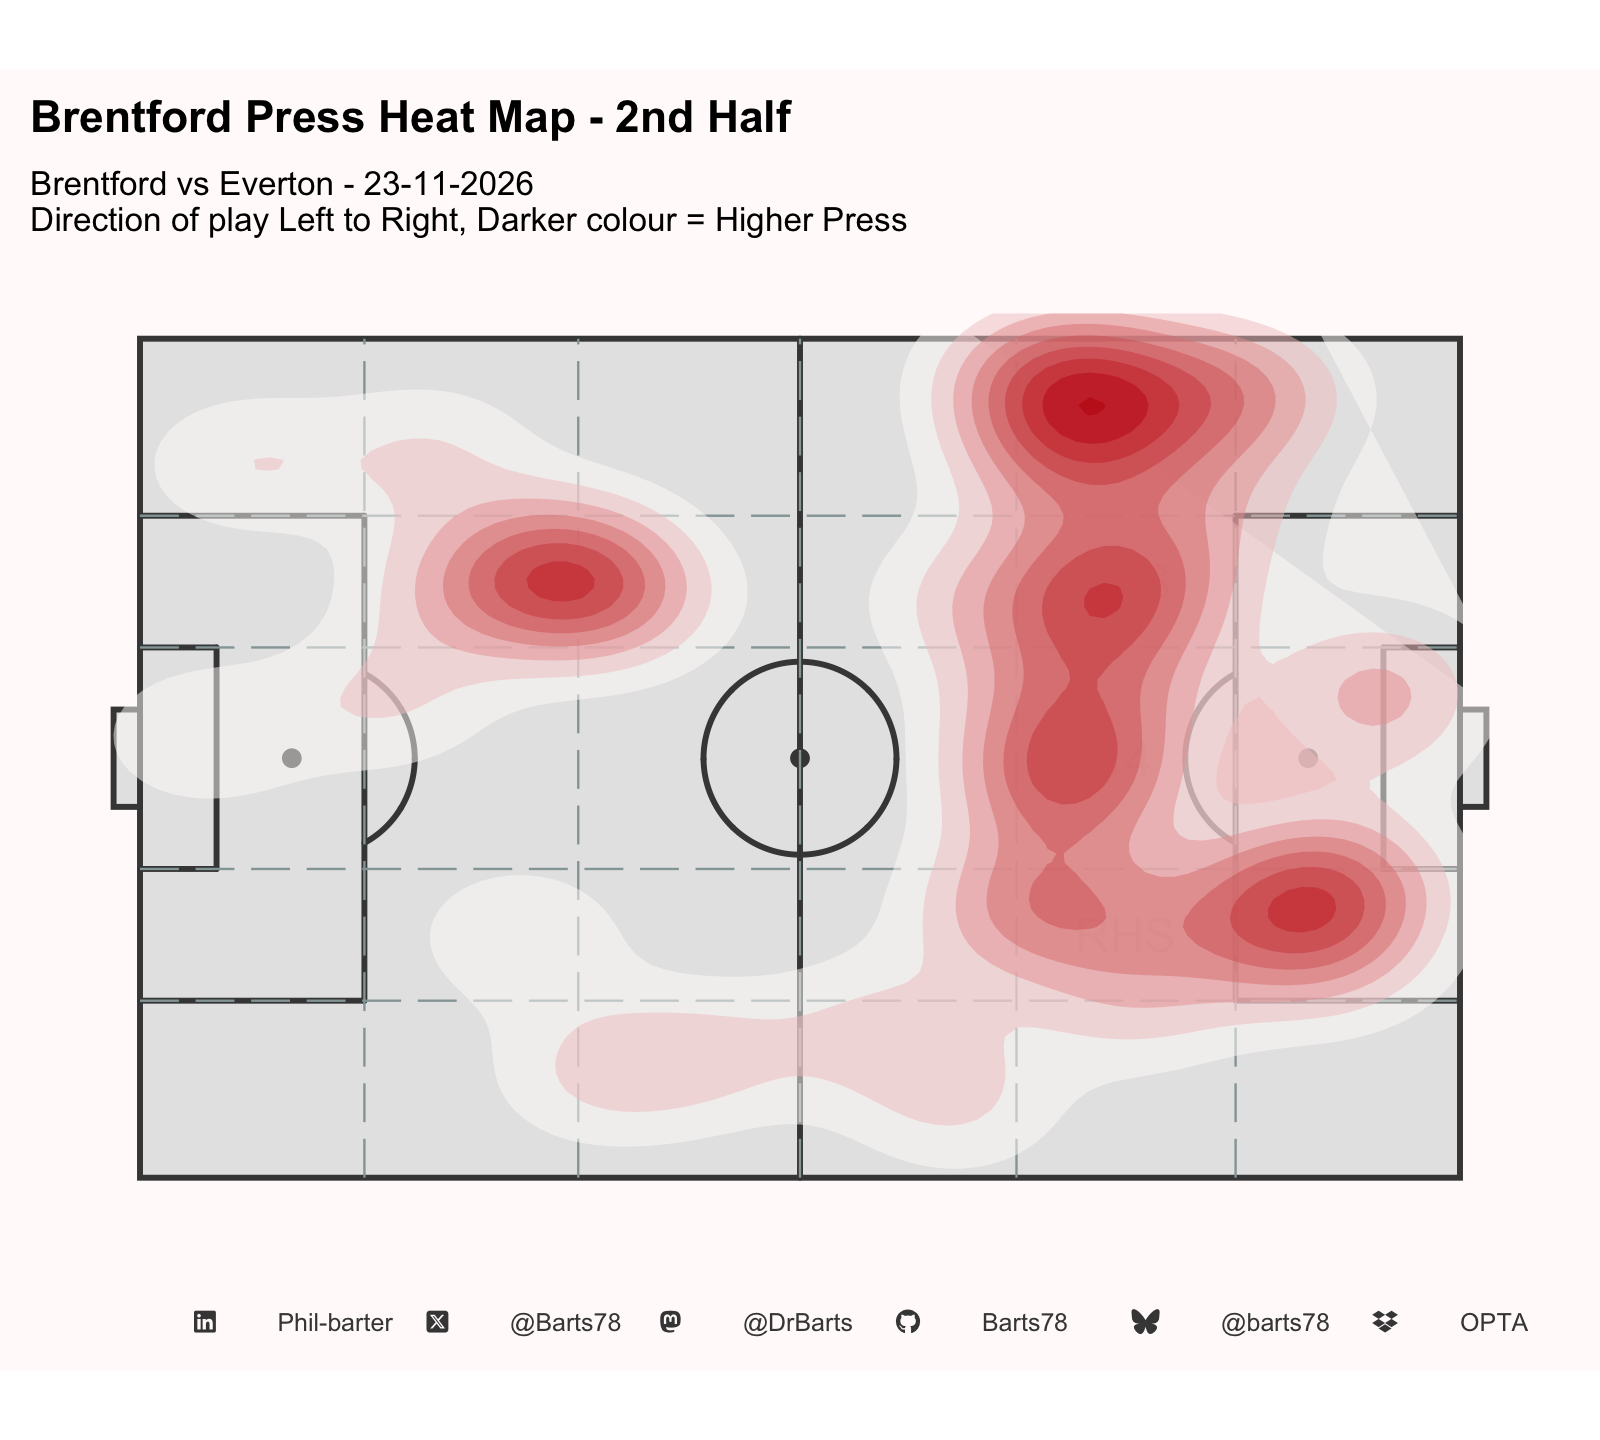 Brentford Press Heat Map - 2nd Half
Brentford vs Everton - 23-11-2026
Direction of play Left to Right, Darker colour = Higher Press
RHS
Phil-barter @Barts78 @DrBarts Barts78 @barts78 OPTA